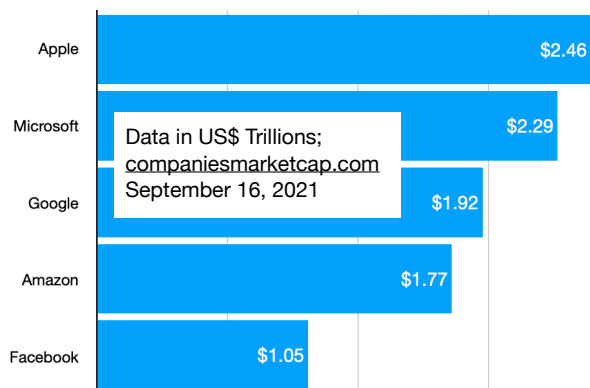 Apple $2.46
Microsoft $2.29
Data in US$ Trillions;
companiesmarketcap.com
September 16, 2021
Google $1.92
Amazon $1.77
Facebook $1.05